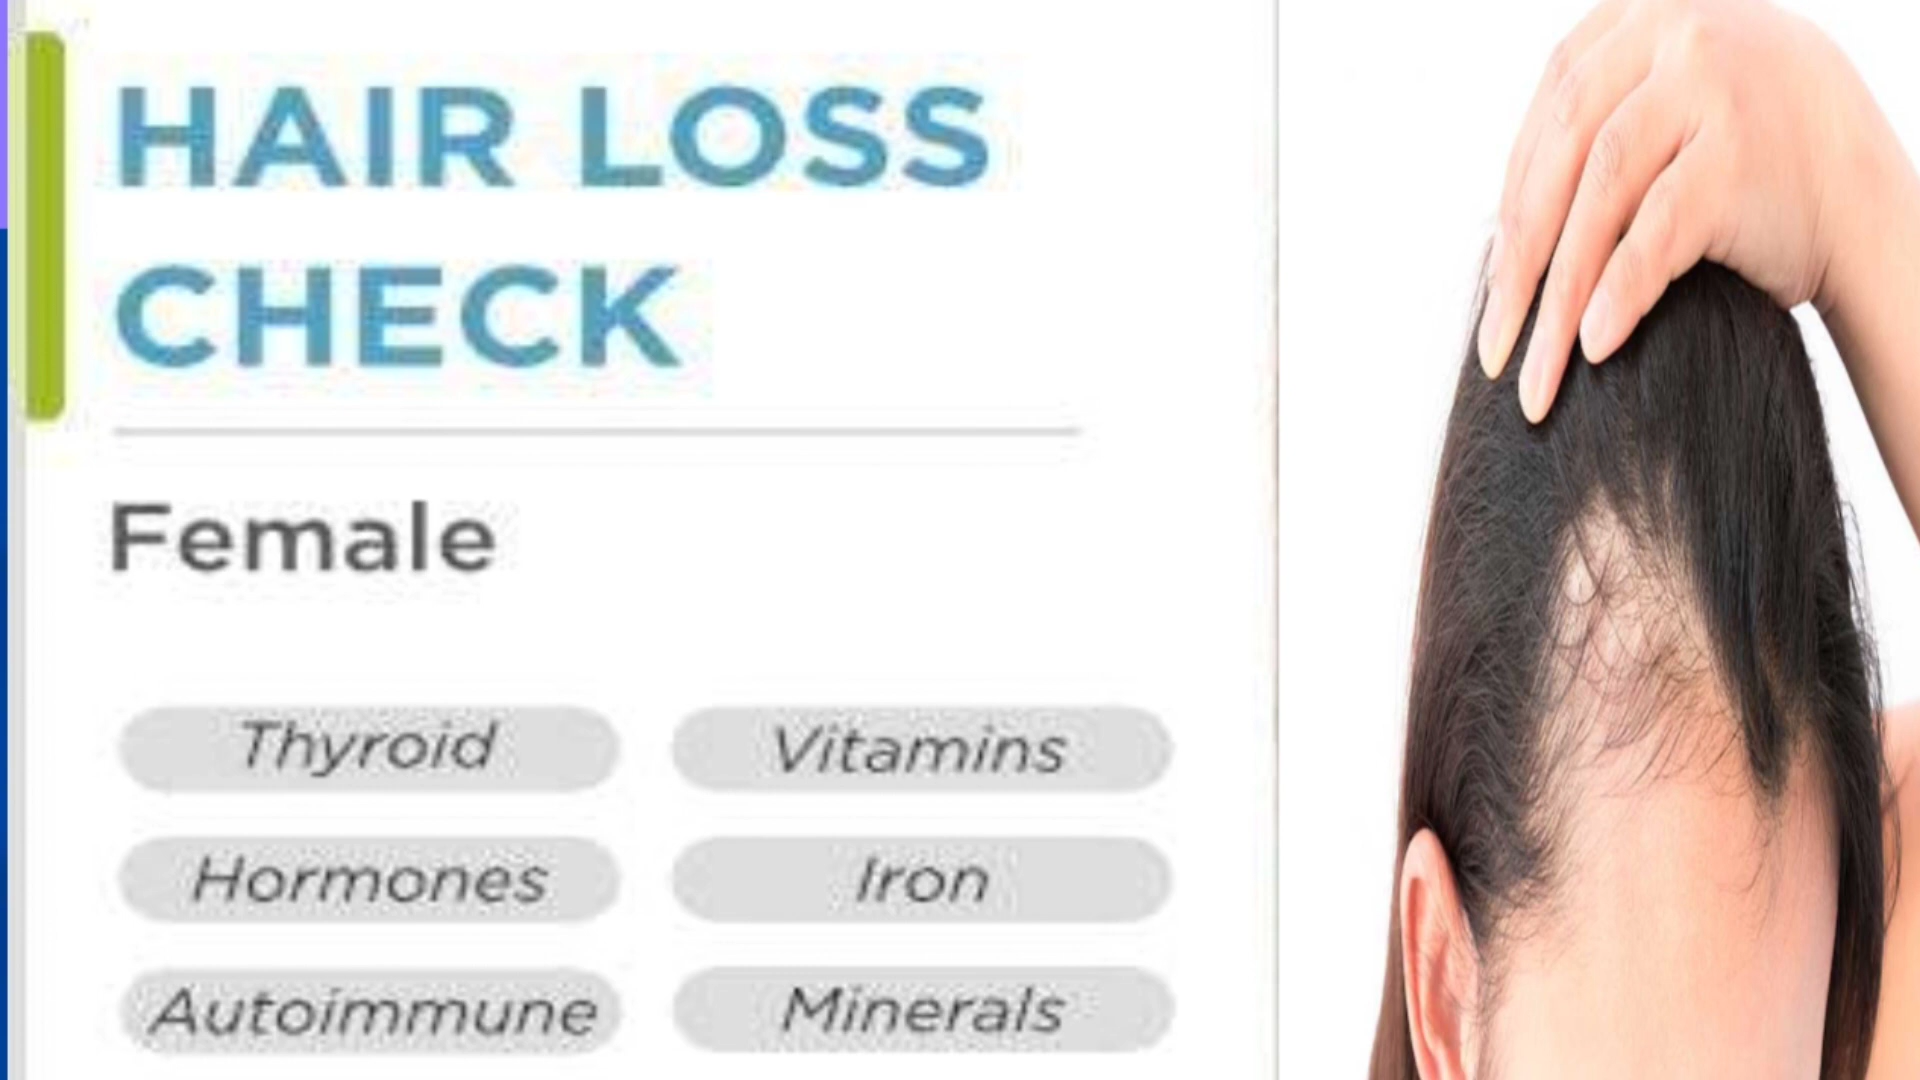 HAIR LOSS
CHECK
Female
Thyroid
Vitamins
Hormones
Iron
Autoimmune
Minerals